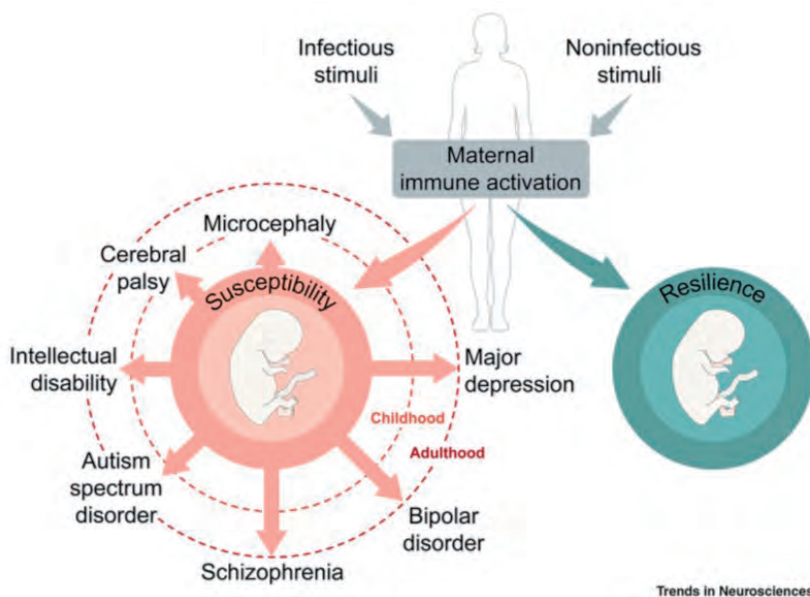 Infectious
stimuli
Noninfectious
stimuli
Maternal
immune activation
Microcephaly
Cerebral
palsy
Susceptibility
Resilience
Intellectual
disability
Major
depression
Childhood
Adulthood
Autism
spectrum
disorder
Bipolar
disorder
Schizophrenia
Trends in Neurosciences